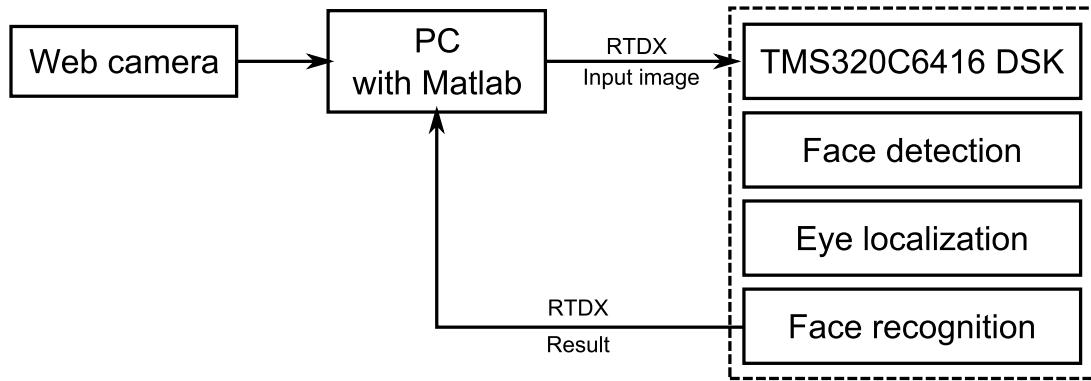 Web camera
PC
with Matlab
RTDX
Input image
TMS320C6416 DSK
Face detection
Eye localization
Face recognition
RTDX
Result